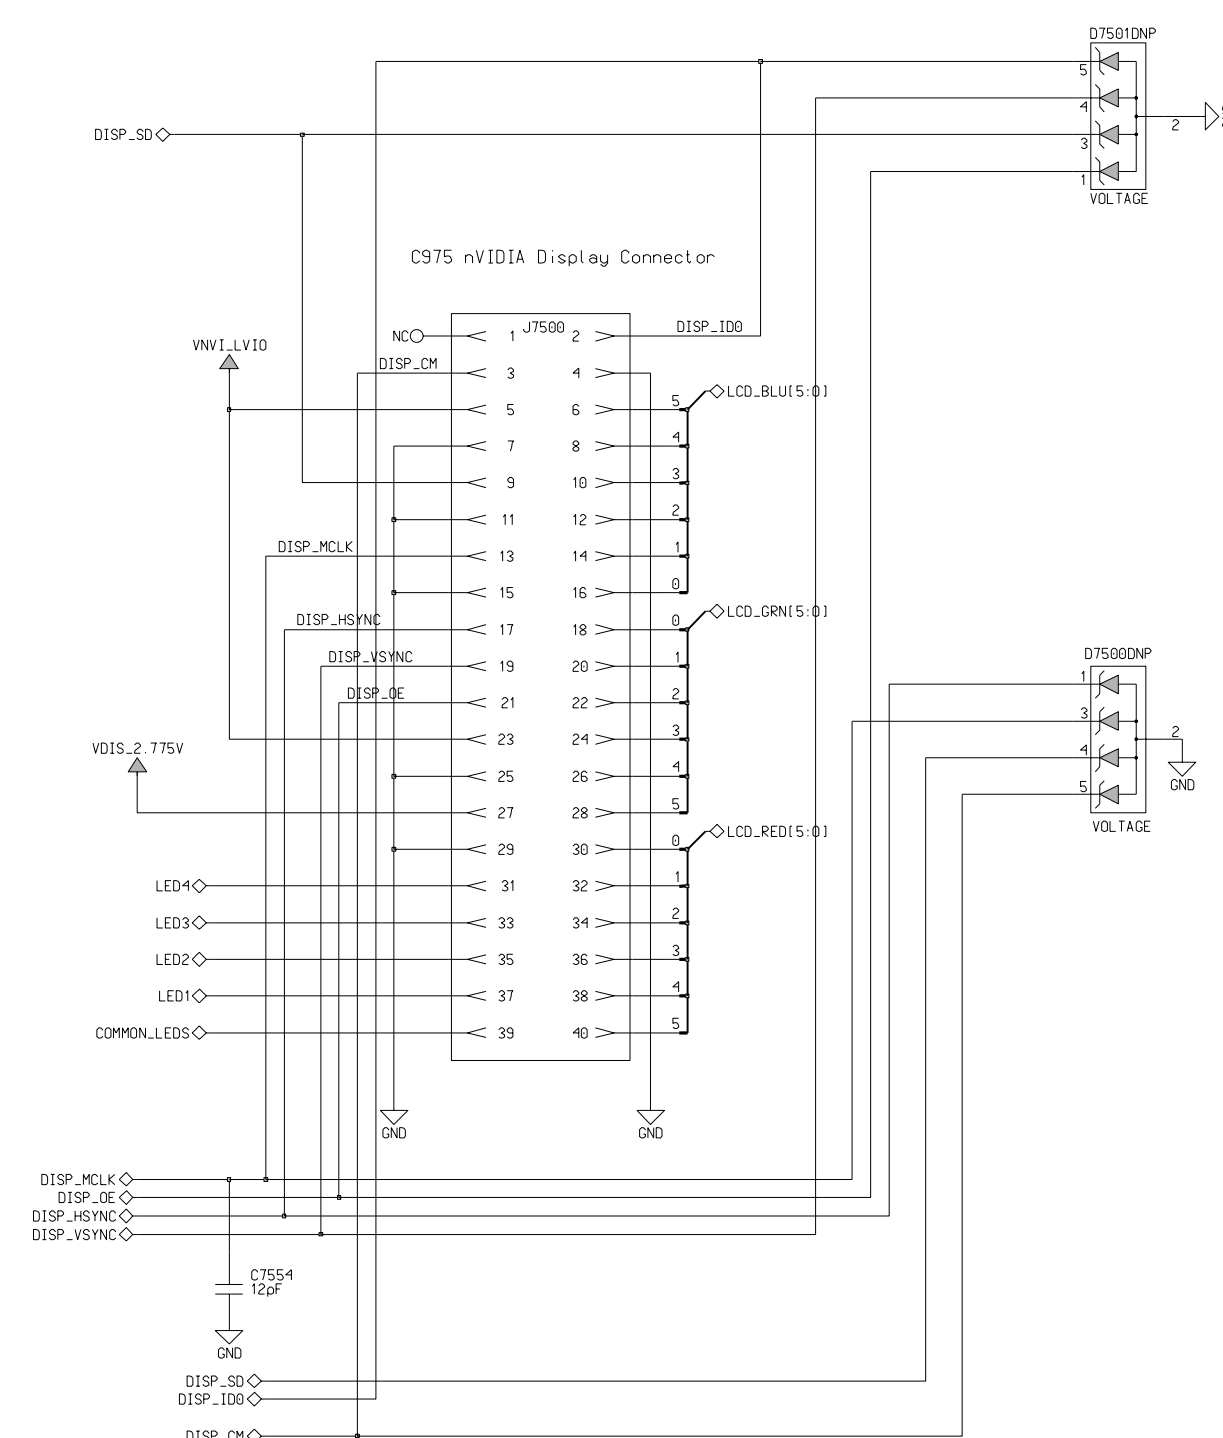 D7501DNP
5
4
DISP_SD
3
2
1
VOLTAGE
C975 nVIDIA Display Connector
J7500
NC 1 2 DISP_ID0
VNVI_LVIO
DISP_CM 3 4
LCD_BLU[5:0]
5 6 5
7 8 4
9 10 3
11 12 2
DISP_MCLK 13 14 1
15 16 0
LCD_GRN[5:0]
DISP_HSYNC 17 18 0
DISP_VSYNC 19 20 1
D7500DNP
1
DISP_OE 21 22 2
3
23 24 3
2
VDIS_2.775V
4
25 26 4
GND
5
27 28 5
VOLTAGE
LCD_RED[5:0]
29 30 0
LED4 31 32 1
LED3 33 34 2
LED2 35 36 3
LED1 37 38 4
COMMON_LEDS 39 40 5
GND GND
DISP_MCLK
DISP_OE
DISP_HSYNC
DISP_VSYNC
C7554
12pF
GND
DISP_SD
DISP_ID0
DISP_CM